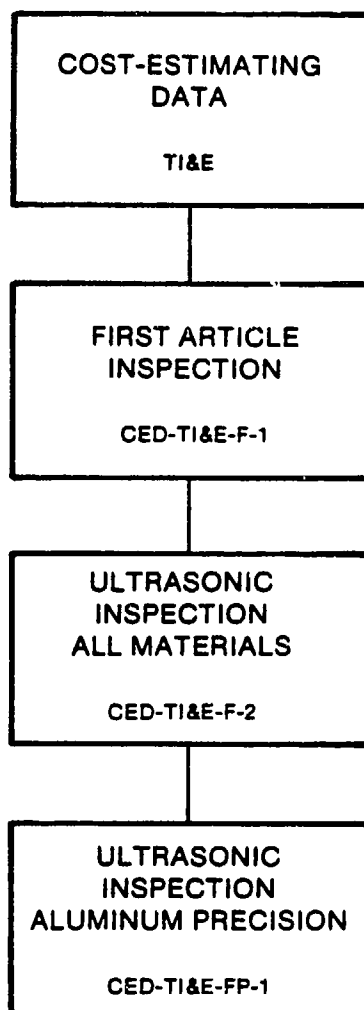 COST-ESTIMATING
DATA
TI&E
FIRST ARTICLE
INSPECTION
CED-TI&E-F-1
ULTRASONIC
INSPECTION
ALL MATERIALS
CED-TI&E-F-2
ULTRASONIC
INSPECTION
ALUMINUM PRECISION
CED-TI&E-FP-1